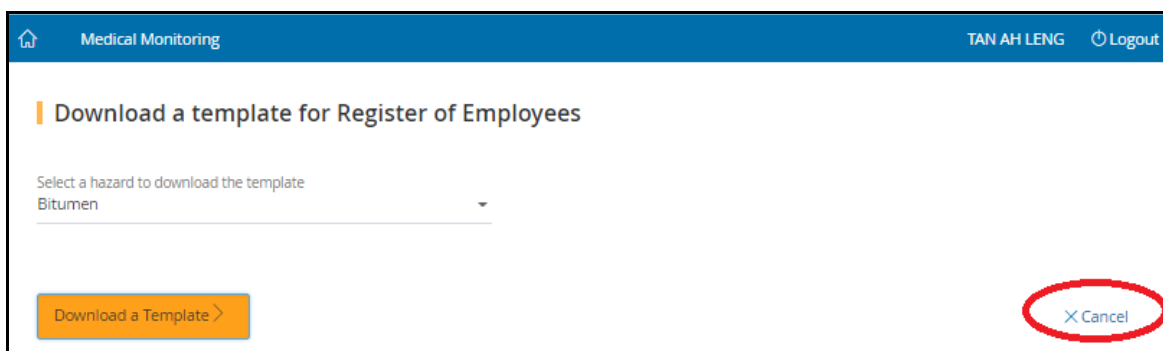 Medical Monitoring TAN AH LENG Logout
Download a template for Register of Employees
Select a hazard to download the template
Bitumen
Download a Template Cancel